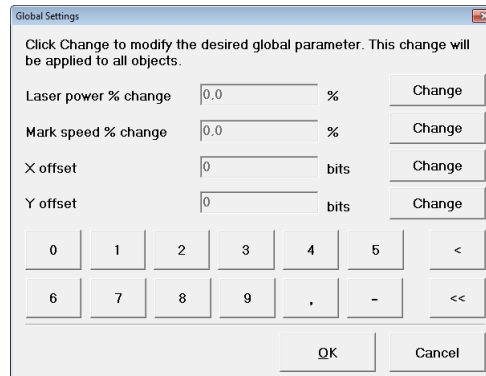 Global Settings
Click Change to modify the desired global parameter. This change will
be applied to all objects.
Laser power % change 0,0 % Change
Mark speed % change 0,0 % Change
X offset 0 bits Change
Y offset 0 bits Change
0 1 2 3 4 5 <
6 7 8 9 , - <<
OK Cancel